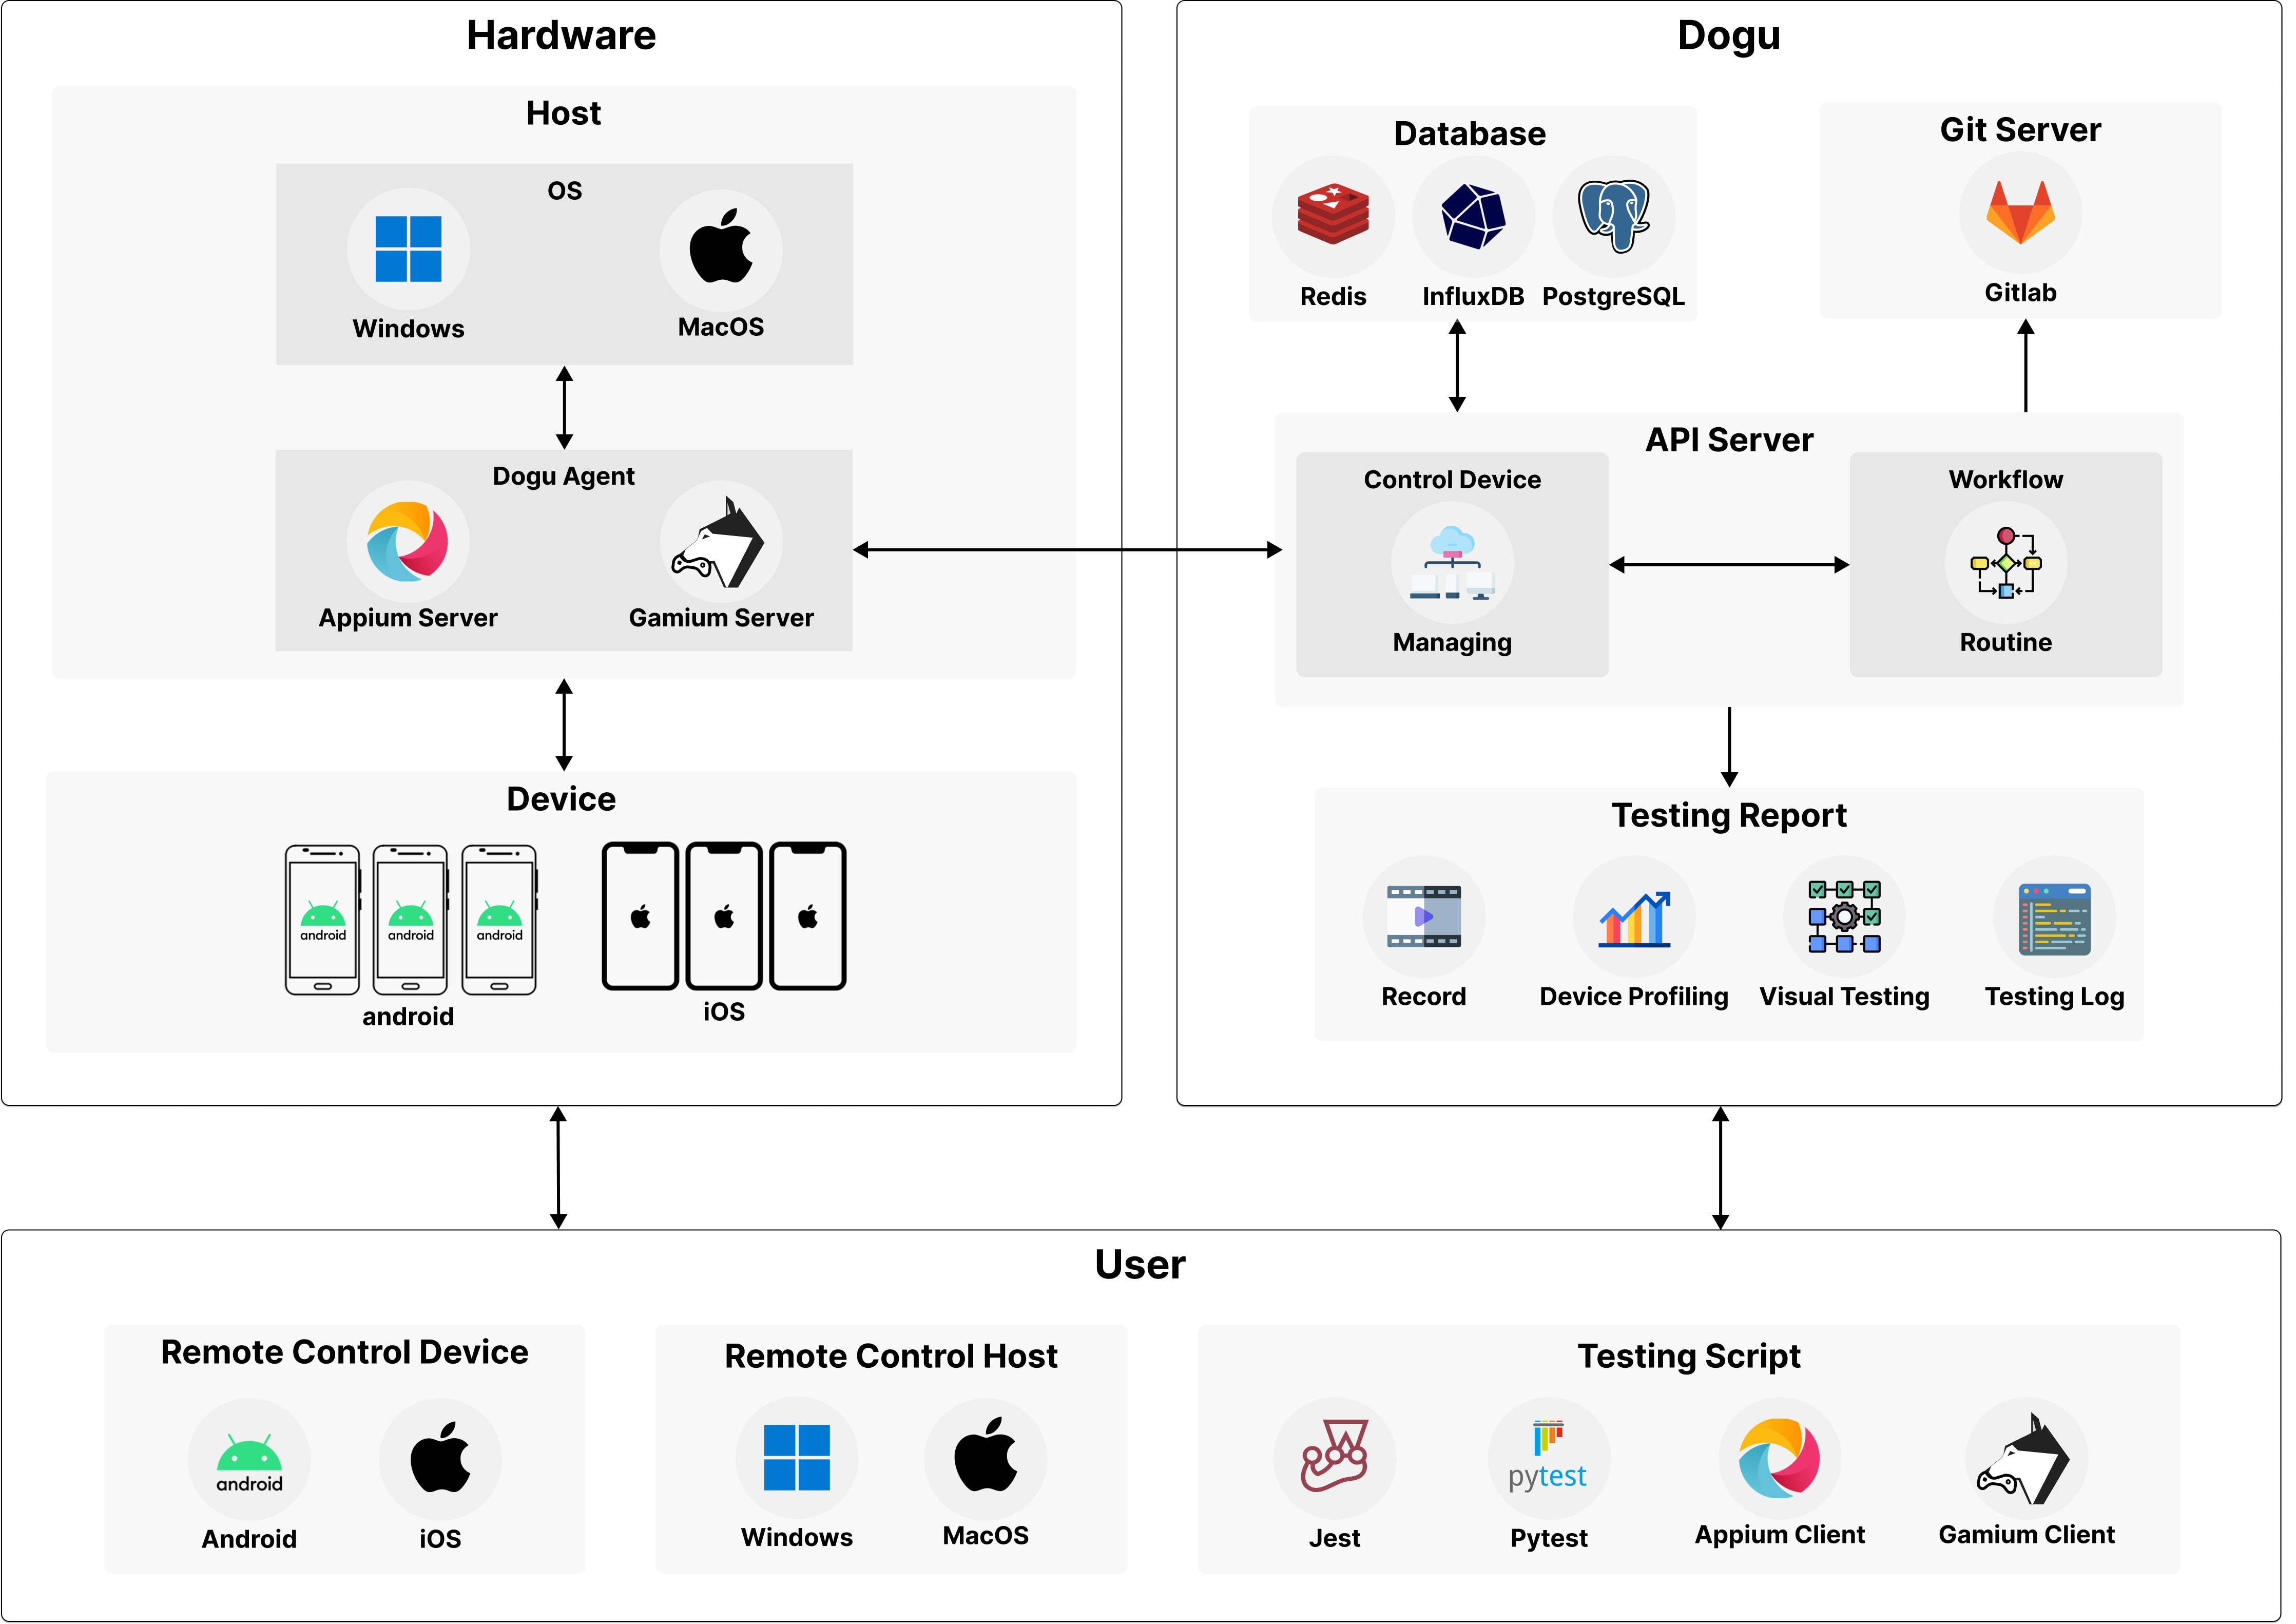 Hardware
Host
OS
Windows
MacOS
Dogu Agent
Appium Server
Gamium Server
Device
android
android
android
android
iOS
Dogu
Database
Redis
InfluxDB
PostgreSQL
Git Server
Gitlab
API Server
Control Device
Managing
Workflow
Routine
Testing Report
Record
Device Profiling
Visual Testing
Testing Log
User
Remote Control Device
android
Android
iOS
Remote Control Host
Windows
MacOS
Testing Script
Jest
pytest
Pytest
Appium Client
Gamium Client